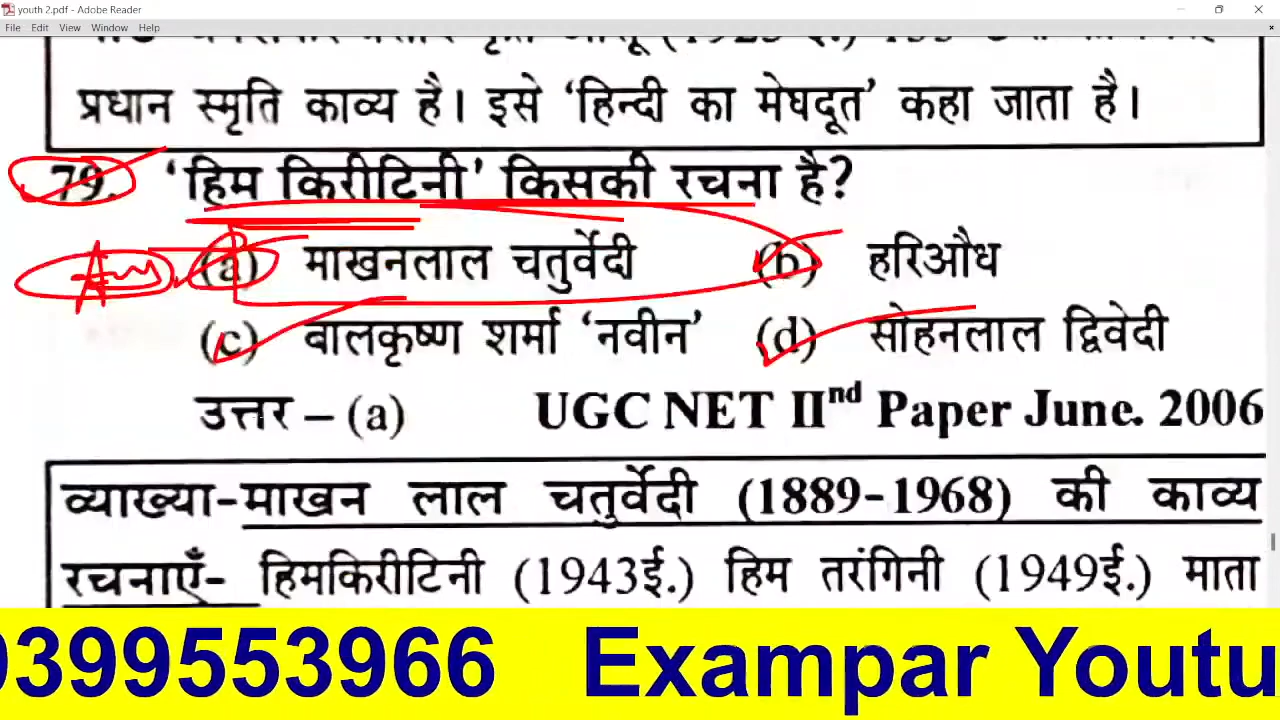 youth 2.pdf - Adobe Reader
File Edit View Window Help
प्रधान स्मृति काव्य है। इसे 'हिन्दी का मेघदूत' कहा जाता है।
79. 'हिम किरीटिनी' किसकी रचना है?
(a) माखनलाल चतुर्वेदी (b) हरिऔध
(c) बालकृष्ण शर्मा 'नवीन' (d) सोहनलाल द्विवेदी
Ans
उत्तर – (a) UGC NET IInd Paper June. 2006
व्याख्या-माखन लाल चतुर्वेदी (1889-1968) की काव्य
रचनाएँ- हिमकिरीटिनी (1943ई.) हिम तरंगिनी (1949ई.) माता
0399553966 Exampar Youtu